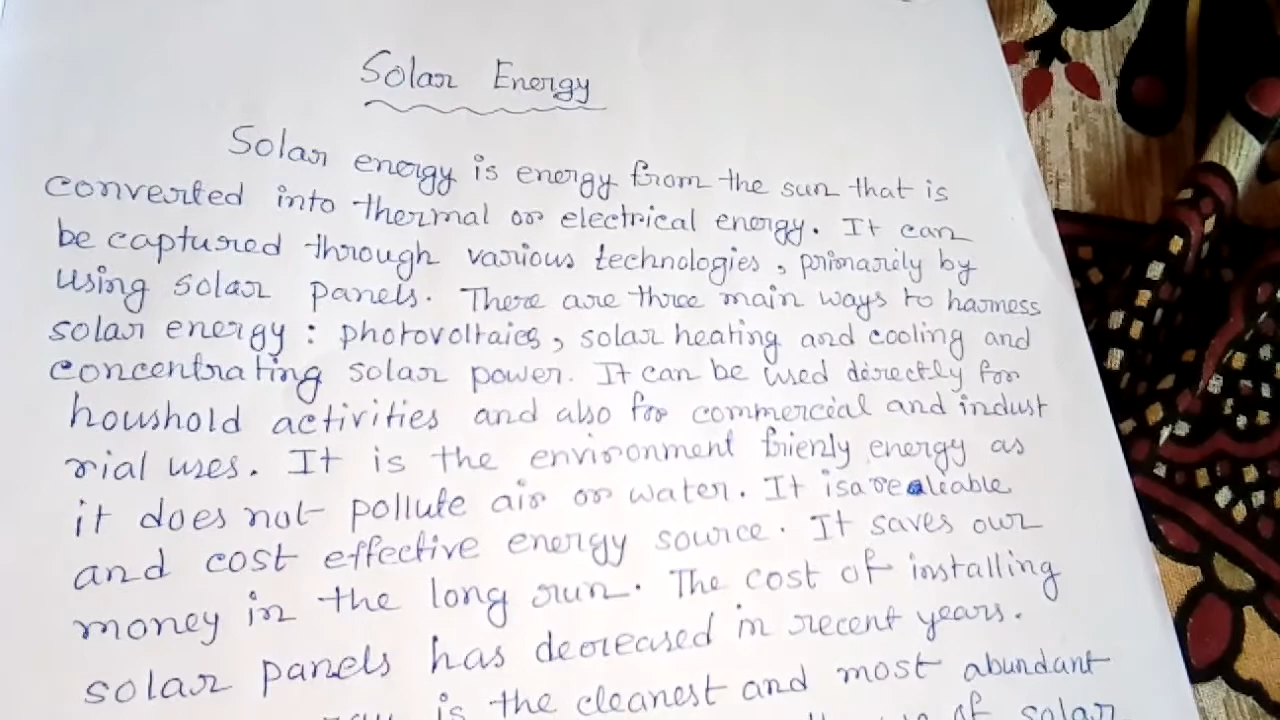 Solar Energy
Solar energy is energy from the sun that is
converted into thermal or electrical energy. It can
be captured through various technologies, primarily by
using solar panels. There are three main ways to harness
solar energy : photovoltaics, solar heating and cooling and
concentrating solar power. It can be used directly for
houshold activities and also for commercial and indust
rial uses. It is the environment frienly energy as
it does not pollute air or water. It is a realiable
and cost effective energy source. It saves our
money in the long run. The cost of installing
solar panels has decreased in recent years.
is the cleanest and most abundant
of solar